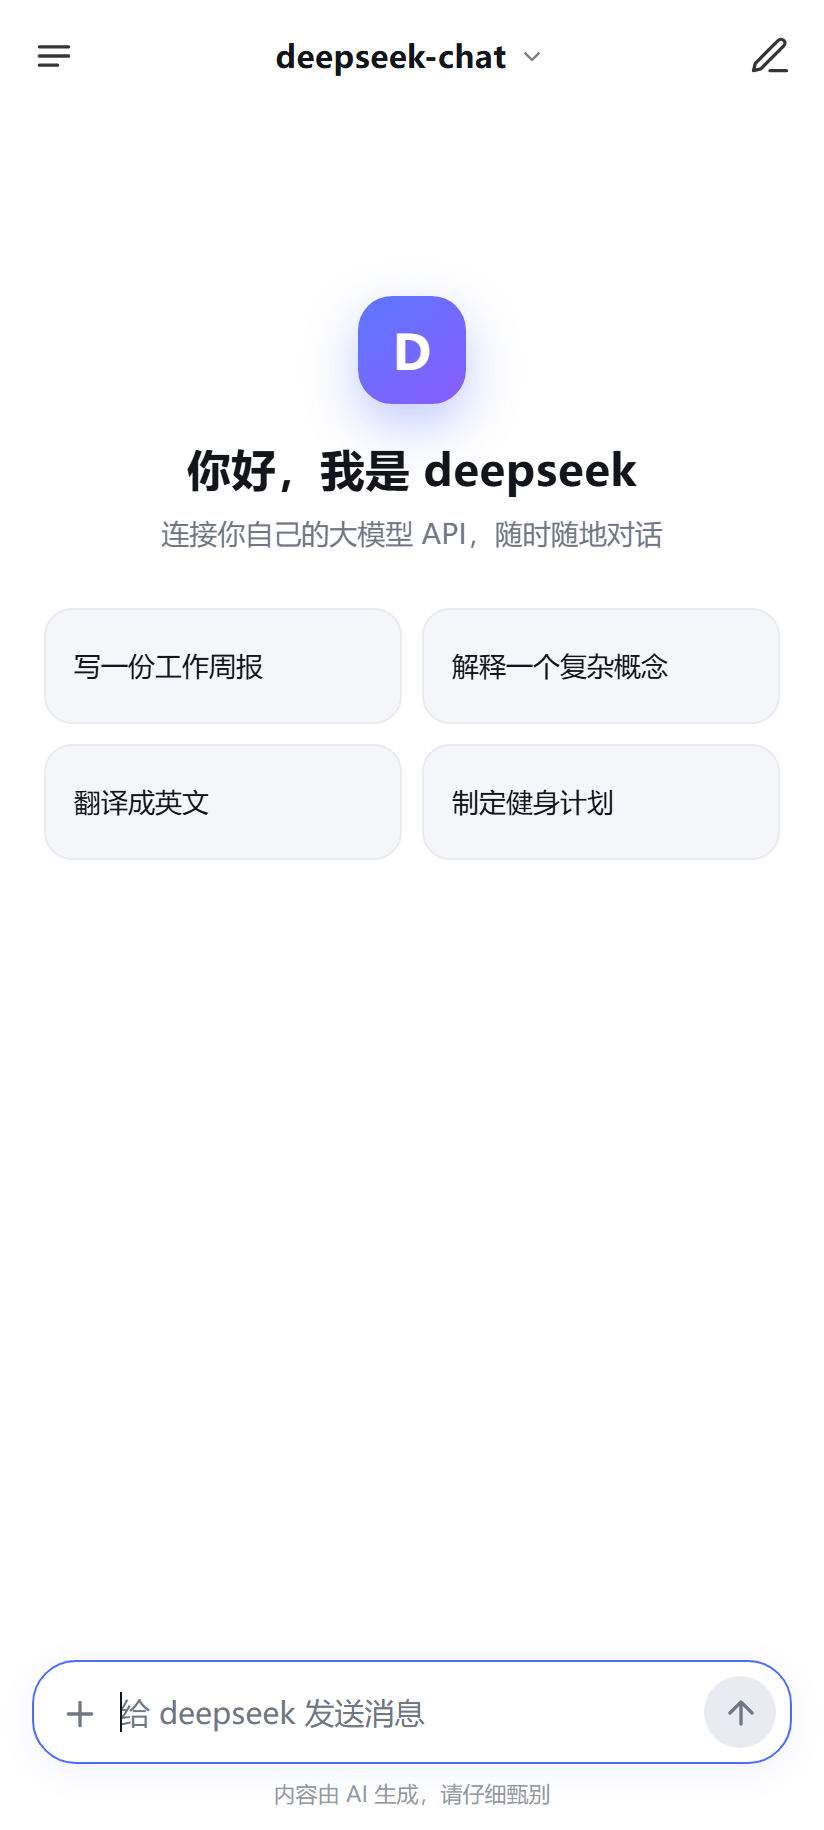 deepseek-chat
D
你好，我是 deepseek
连接你自己的大模型 API，随时随地对话
写一份工作周报
解释一个复杂概念
翻译成英文
制定健身计划
给 deepseek 发送消息
内容由 AI 生成，请仔细甄别